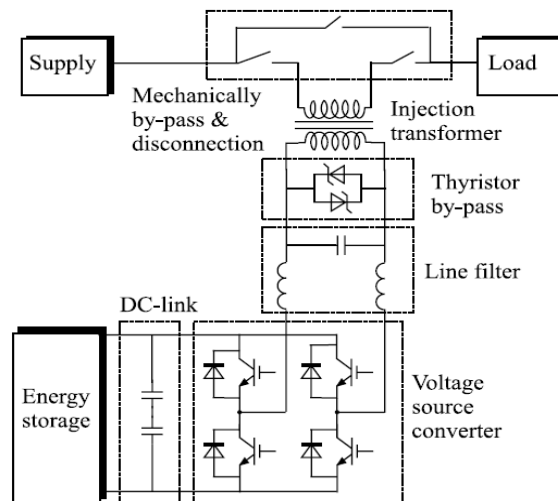 Supply
Load
Mechanically
by-pass &
disconnection
Injection
transformer
Thyristor
by-pass
Line filter
DC-link
Energy
storage
Voltage
source
converter